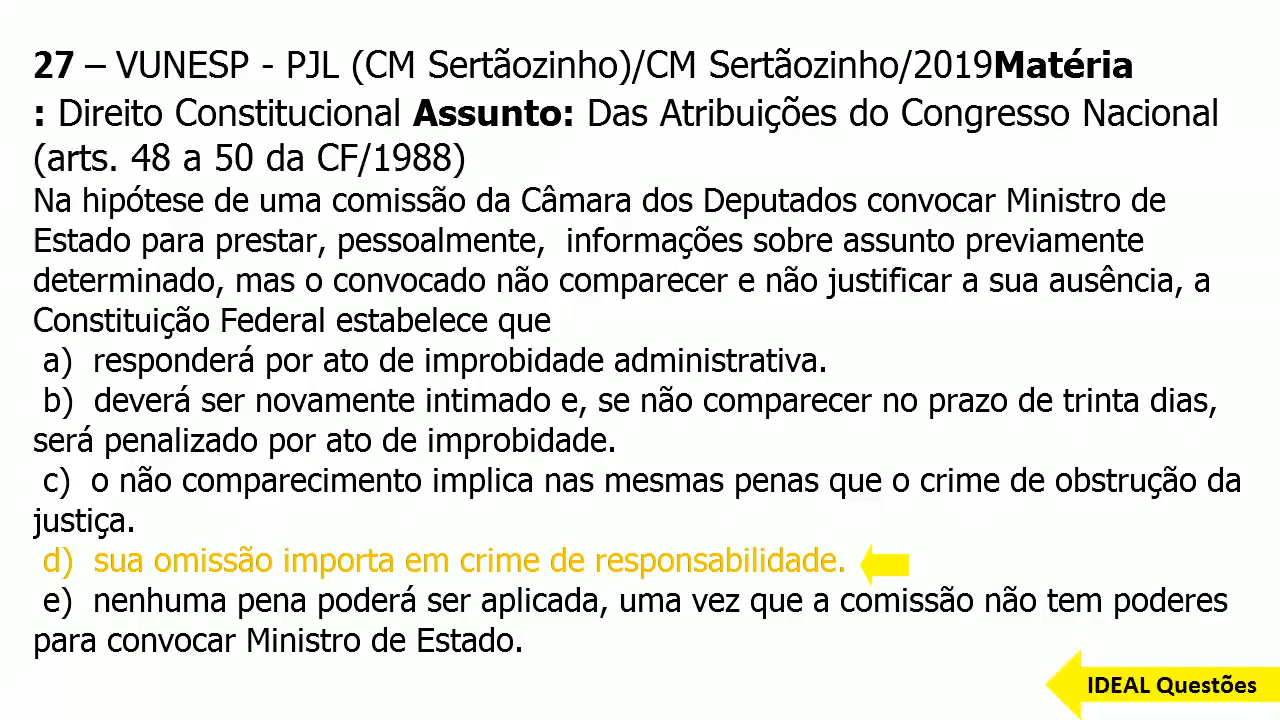 27 – VUNESP - PJL (CM Sertãozinho)/CM Sertãozinho/2019Matéria
: Direito Constitucional Assunto: Das Atribuições do Congresso Nacional
(arts. 48 a 50 da CF/1988)
Na hipótese de uma comissão da Câmara dos Deputados convocar Ministro de
Estado para prestar, pessoalmente, informações sobre assunto previamente
determinado, mas o convocado não comparecer e não justificar a sua ausência, a
Constituição Federal estabelece que
a) responderá por ato de improbidade administrativa.
b) deverá ser novamente intimado e, se não comparecer no prazo de trinta dias,
será penalizado por ato de improbidade.
c) o não comparecimento implica nas mesmas penas que o crime de obstrução da
justiça.
d) sua omissão importa em crime de responsabilidade.
e) nenhuma pena poderá ser aplicada, uma vez que a comissão não tem poderes
para convocar Ministro de Estado.
IDEAL Questões